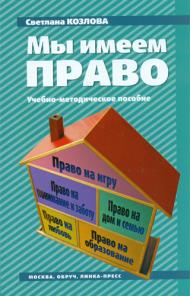 Светлана КОЗЛОВА
Мы имеем
ПРАВО
Учебно-методическое пособие
Право на игру
Право на
понимание и заботу
Право на
дом и семью
Право на
любовь
Право на
образование
МОСКВА. ОБРУЧ, ЛИНКА-ПРЕСС